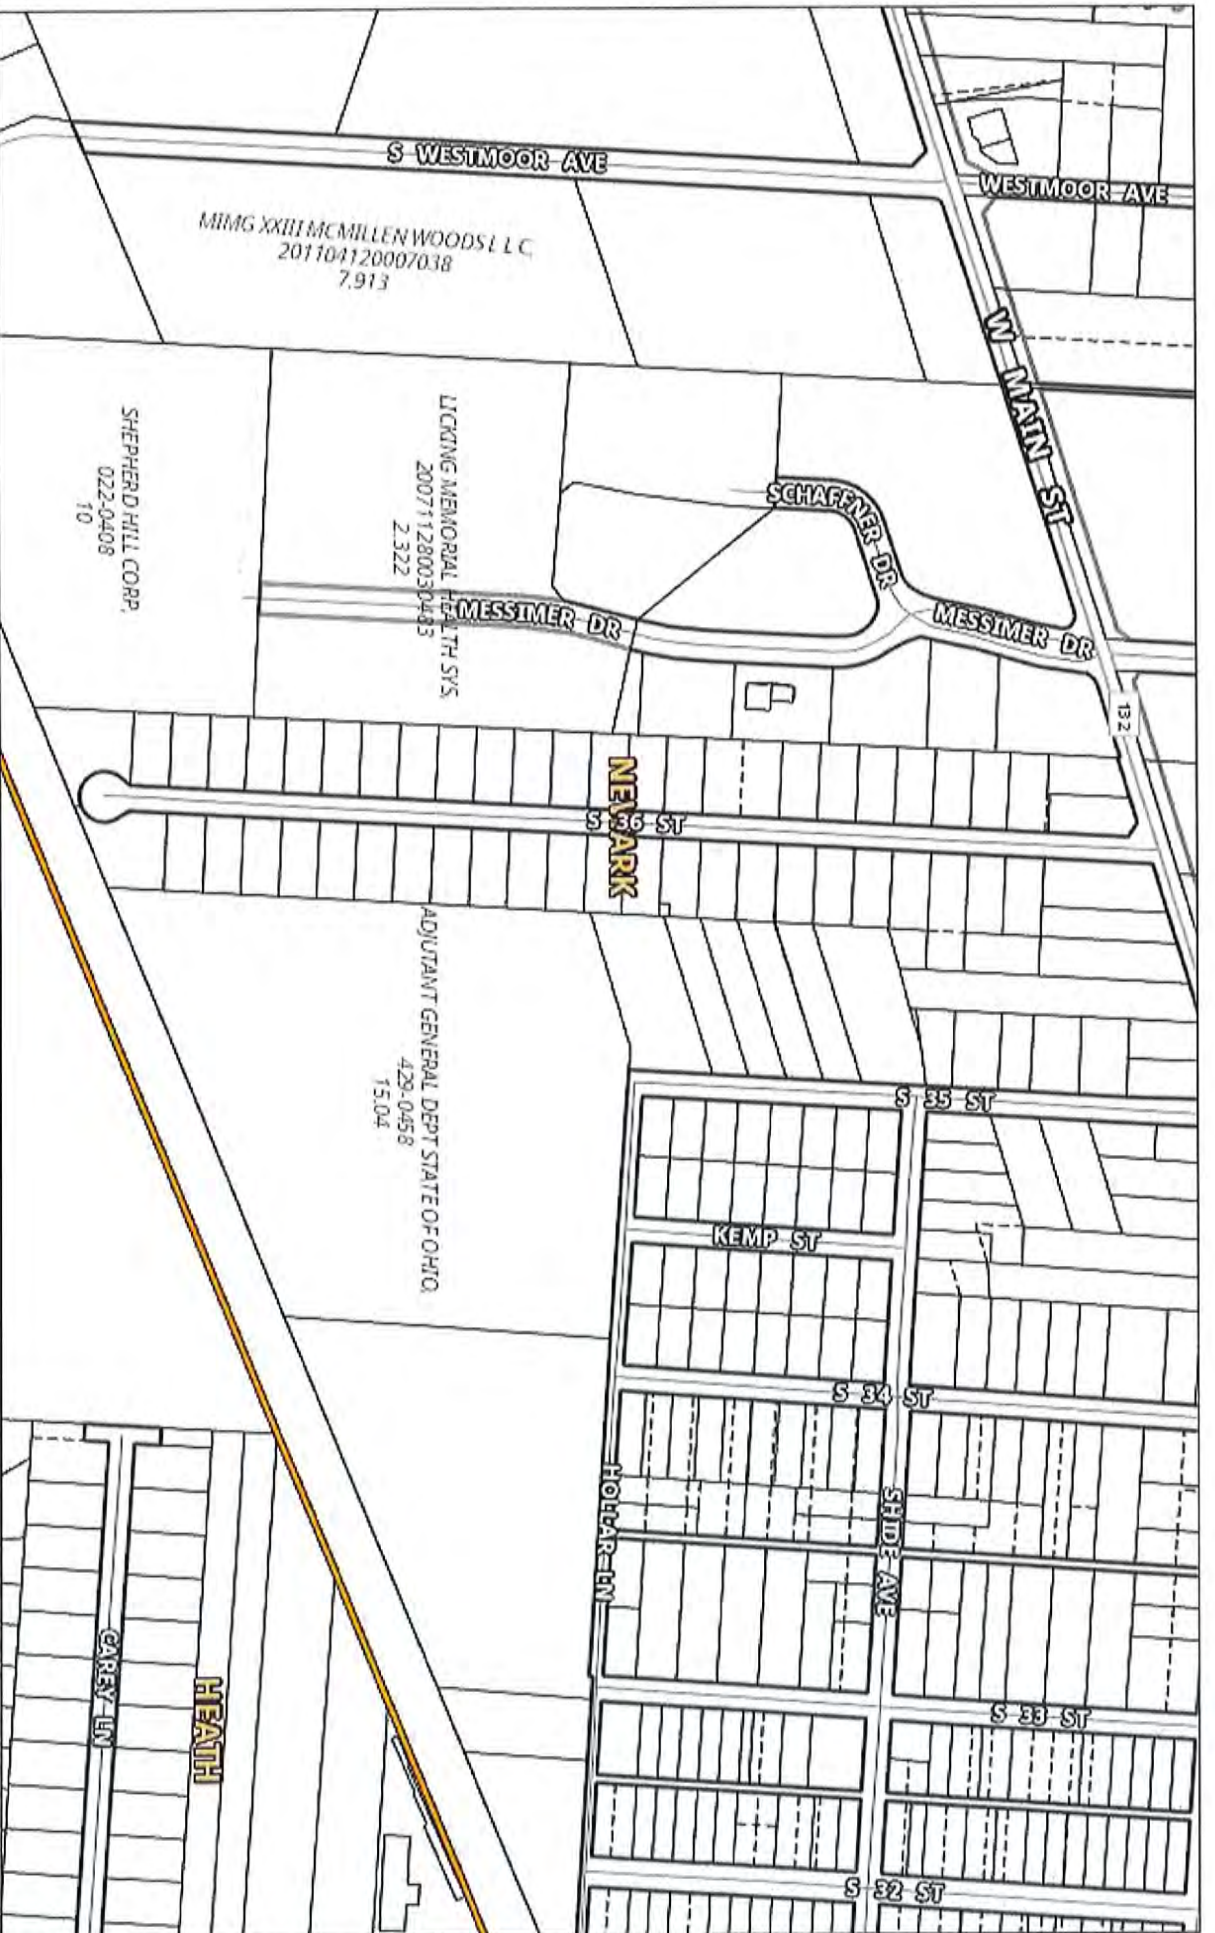 S WESTMOOR AVE
WESTMOOR AVE
MIMG XXIII MCMILLEN WOODS L L C,
201104120007038
7.913
W MAIN ST
LICKING MEMORIAL HEALTH SYS,
200711280030483
2.322
SHEPHERD HILL CORP,
022-0408
10
SCHAFFNER DR
MESSIMER DR
MESSIMER DR
132
NEWARK
S 36 ST
ADJUTANT GENERAL DEPT STATE OF OHIO,
429-0458
15.04
S 35 ST
KEMP ST
S 34 ST
HOLLAR LN
SHIDE AVE
CAREY LN
HEATH
S 33 ST
S 32 ST